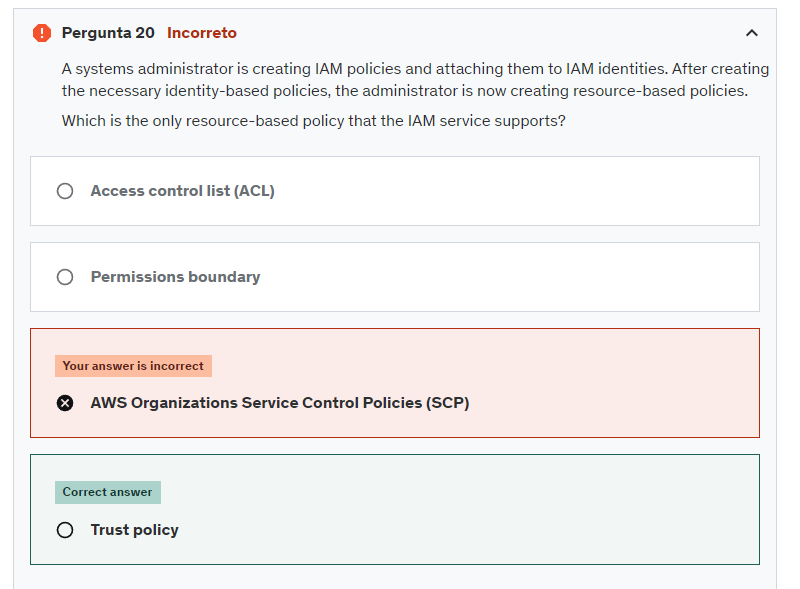 Pergunta 20 Incorreto
A systems administrator is creating IAM policies and attaching them to IAM identities. After creating
the necessary identity-based policies, the administrator is now creating resource-based policies.
Which is the only resource-based policy that the IAM service supports?
Access control list (ACL)
Permissions boundary
Your answer is incorrect
AWS Organizations Service Control Policies (SCP)
Correct answer
Trust policy